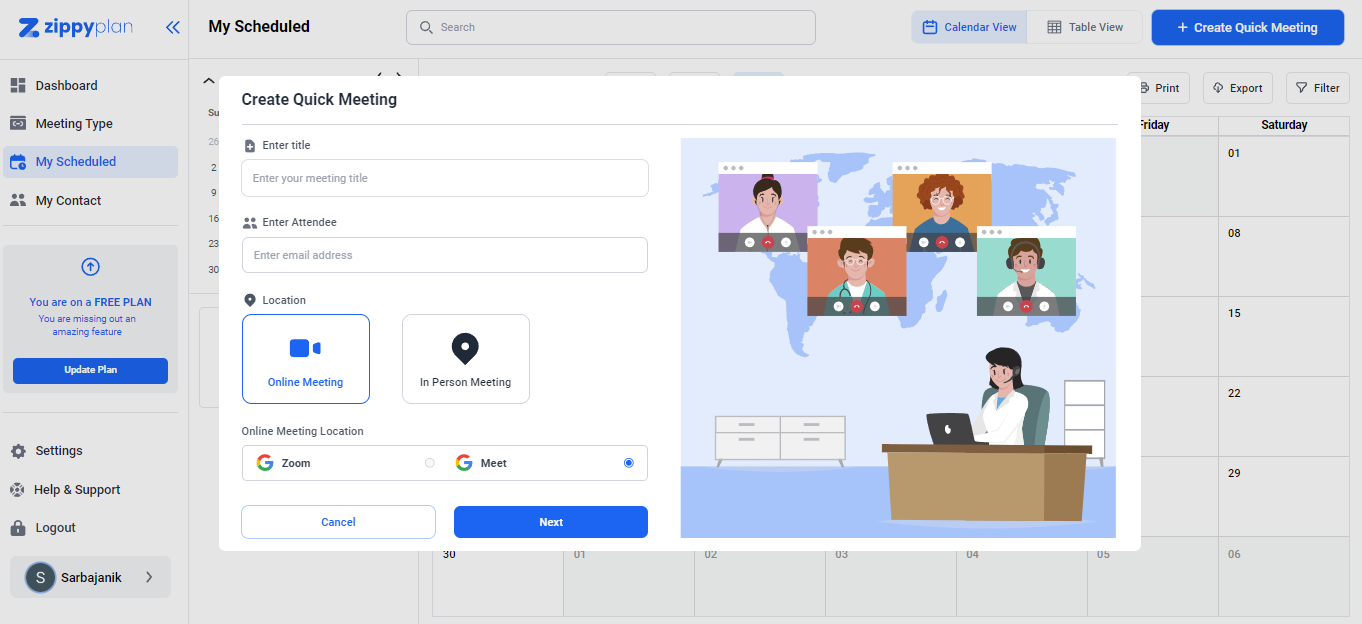 zippyplan
My Scheduled
Search
Calendar View
Table View
+ Create Quick Meeting
Dashboard
Meeting Type
My Scheduled
My Contact
You are on a FREE PLAN
You are missing out an
amazing feature
Update Plan
Settings
Help & Support
Logout
S
Sarbajanik
Su
26
2
9
16
23
30
Create Quick Meeting
Enter title
Enter your meeting title
Enter Attendee
Enter email address
Location
Online Meeting
In Person Meeting
Online Meeting Location
Zoom
Meet
Cancel
Next
Print
Export
Filter
Friday
Saturday
01
08
15
22
29
30
01
02
03
04
05
06